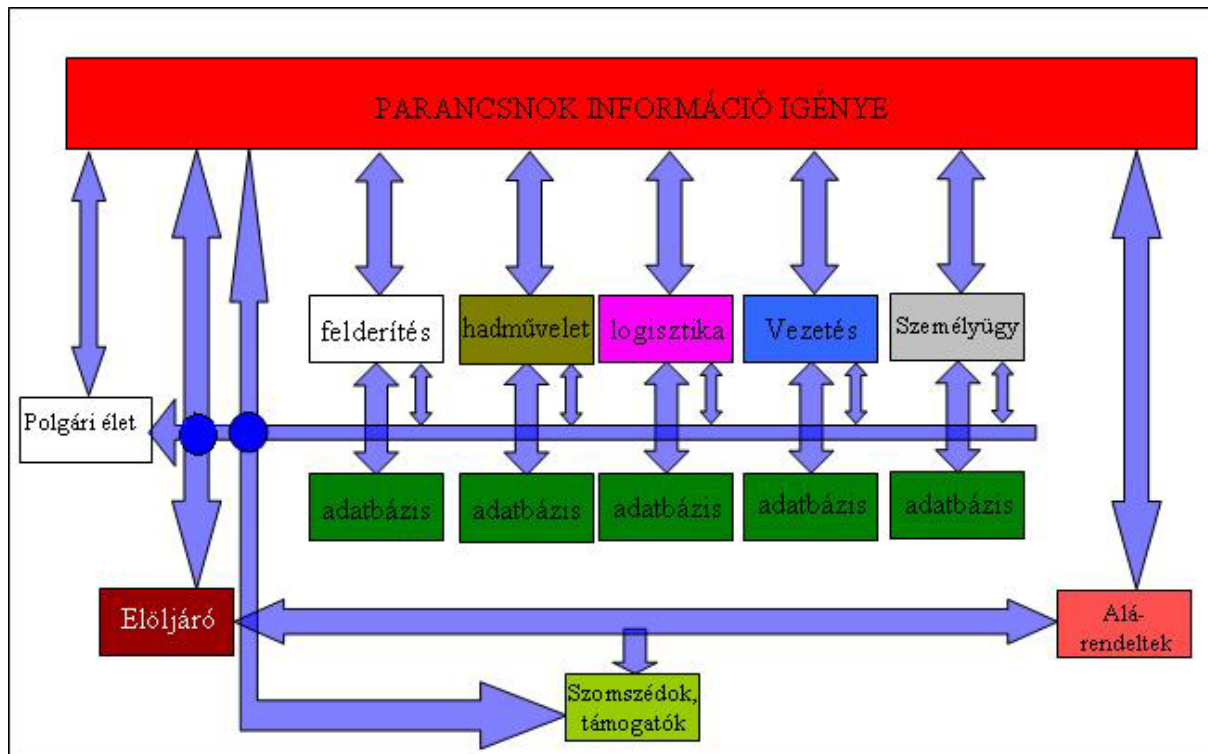 PARANCSNOK INFORMÁCIÓ IGÉNYE
felderítés
hadművelet
logisztika
Vezetés
Személyügy
Polgári élet
adatbázis
adatbázis
adatbázis
adatbázis
adatbázis
Elöljáró
Alá-
rendeltek
Szomszédok,
támogatók